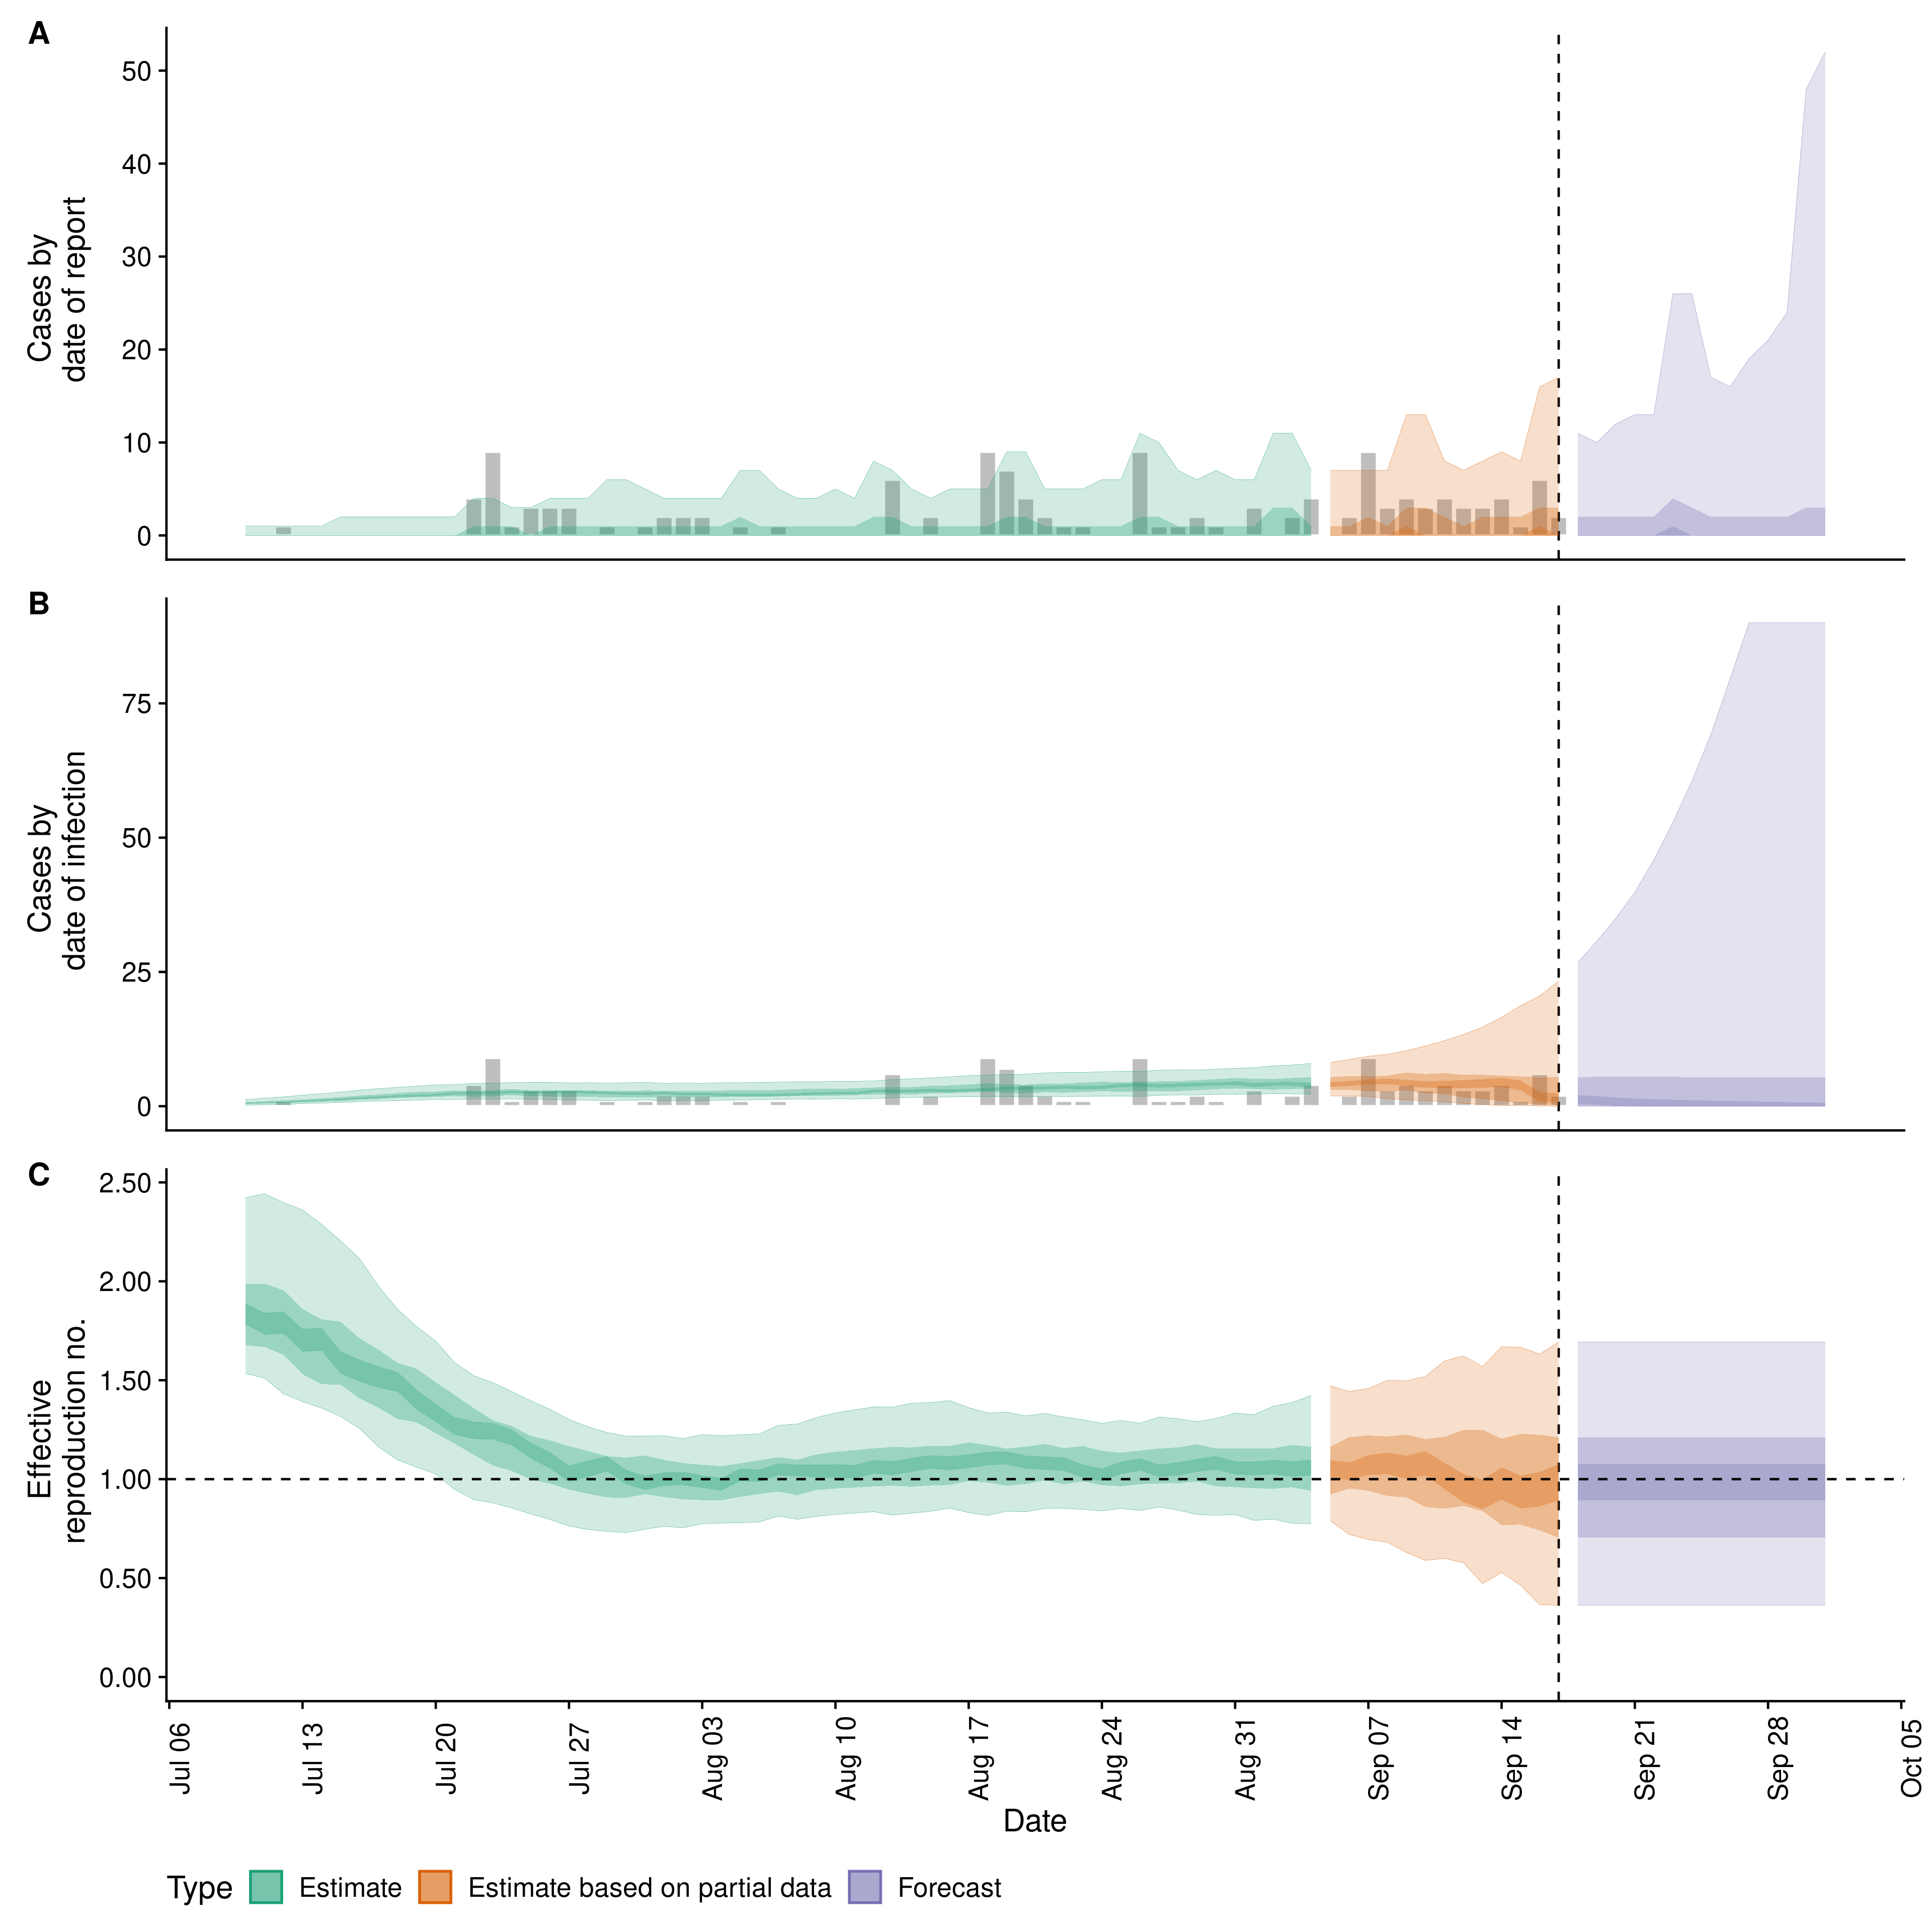 A
50
40
30
20
10
0
Cases by
date of report
B
75
50
25
0
Cases by
date of infection
C
2.50
2.00
1.50
1.00
0.50
0.00
Effective
reproduction no.
Jul 06
Jul 13
Jul 20
Jul 27
Aug 03
Aug 10
Aug 17
Aug 24
Aug 31
Sep 07
Sep 14
Sep 21
Sep 28
Oct 05
Date
Type Estimate Estimate based on partial data Forecast